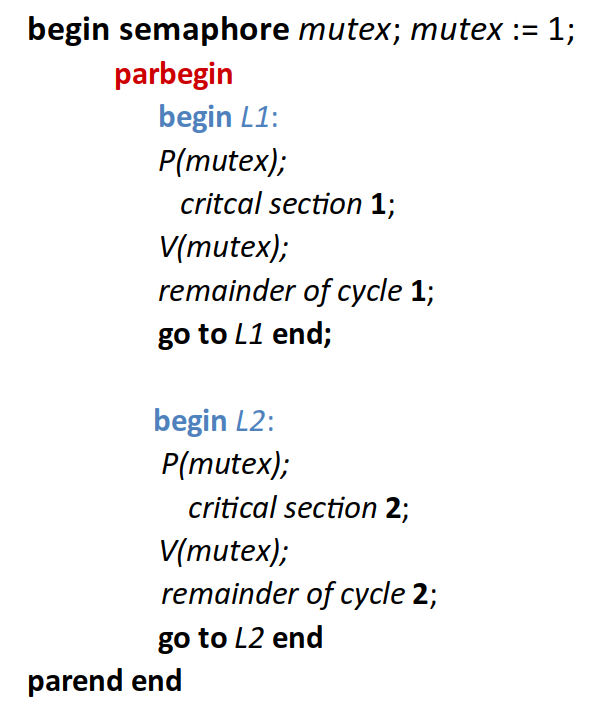 begin semaphore mutex; mutex := 1;
parbegin
begin L1:
P(mutex);
critcal section 1;
V(mutex);
remainder of cycle 1;
go to L1 end;
begin L2:
P(mutex);
critical section 2;
V(mutex);
remainder of cycle 2;
go to L2 end
parend end